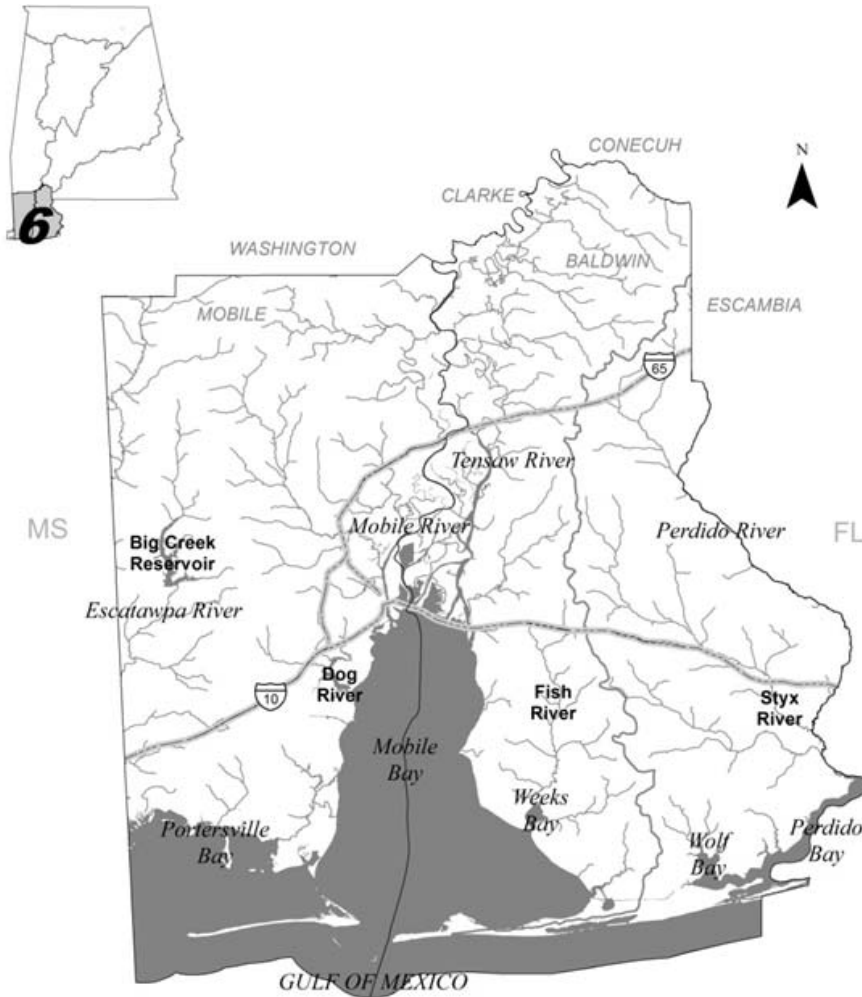 6
N
CONECUH
CLARKE
WASHINGTON
BALDWIN
MOBILE
ESCAMBIA
65
Tensaw River
Mobile River
Perdido River
MS
FL
Big Creek
Reservoir
Escatawpa River
Dog
River
10
Fish
River
Styx
River
Mobile
Bay
Weeks
Bay
Portersville
Bay
Wolf
Bay
Perdido
Bay
GULF OF MEXICO